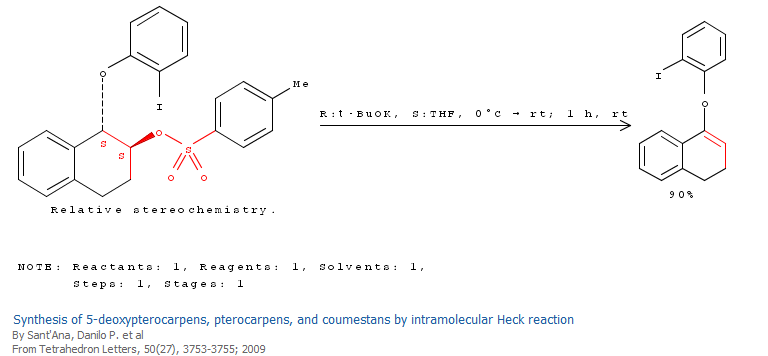 O
I
Me
I
R:t-BuOK, S:THF, 0°C → rt; 1 h, rt
S
O
O
S
S
O
O
90%
Relative stereochemistry.
NOTE: Reactants: 1, Reagents: 1, Solvents: 1,
Steps: 1, Stages: 1
Synthesis of 5-deoxypterocarpens, pterocarpens, and coumestans by intramolecular Heck reaction
By Sant'Ana, Danilo P. et al
From Tetrahedron Letters, 50(27), 3753-3755; 2009